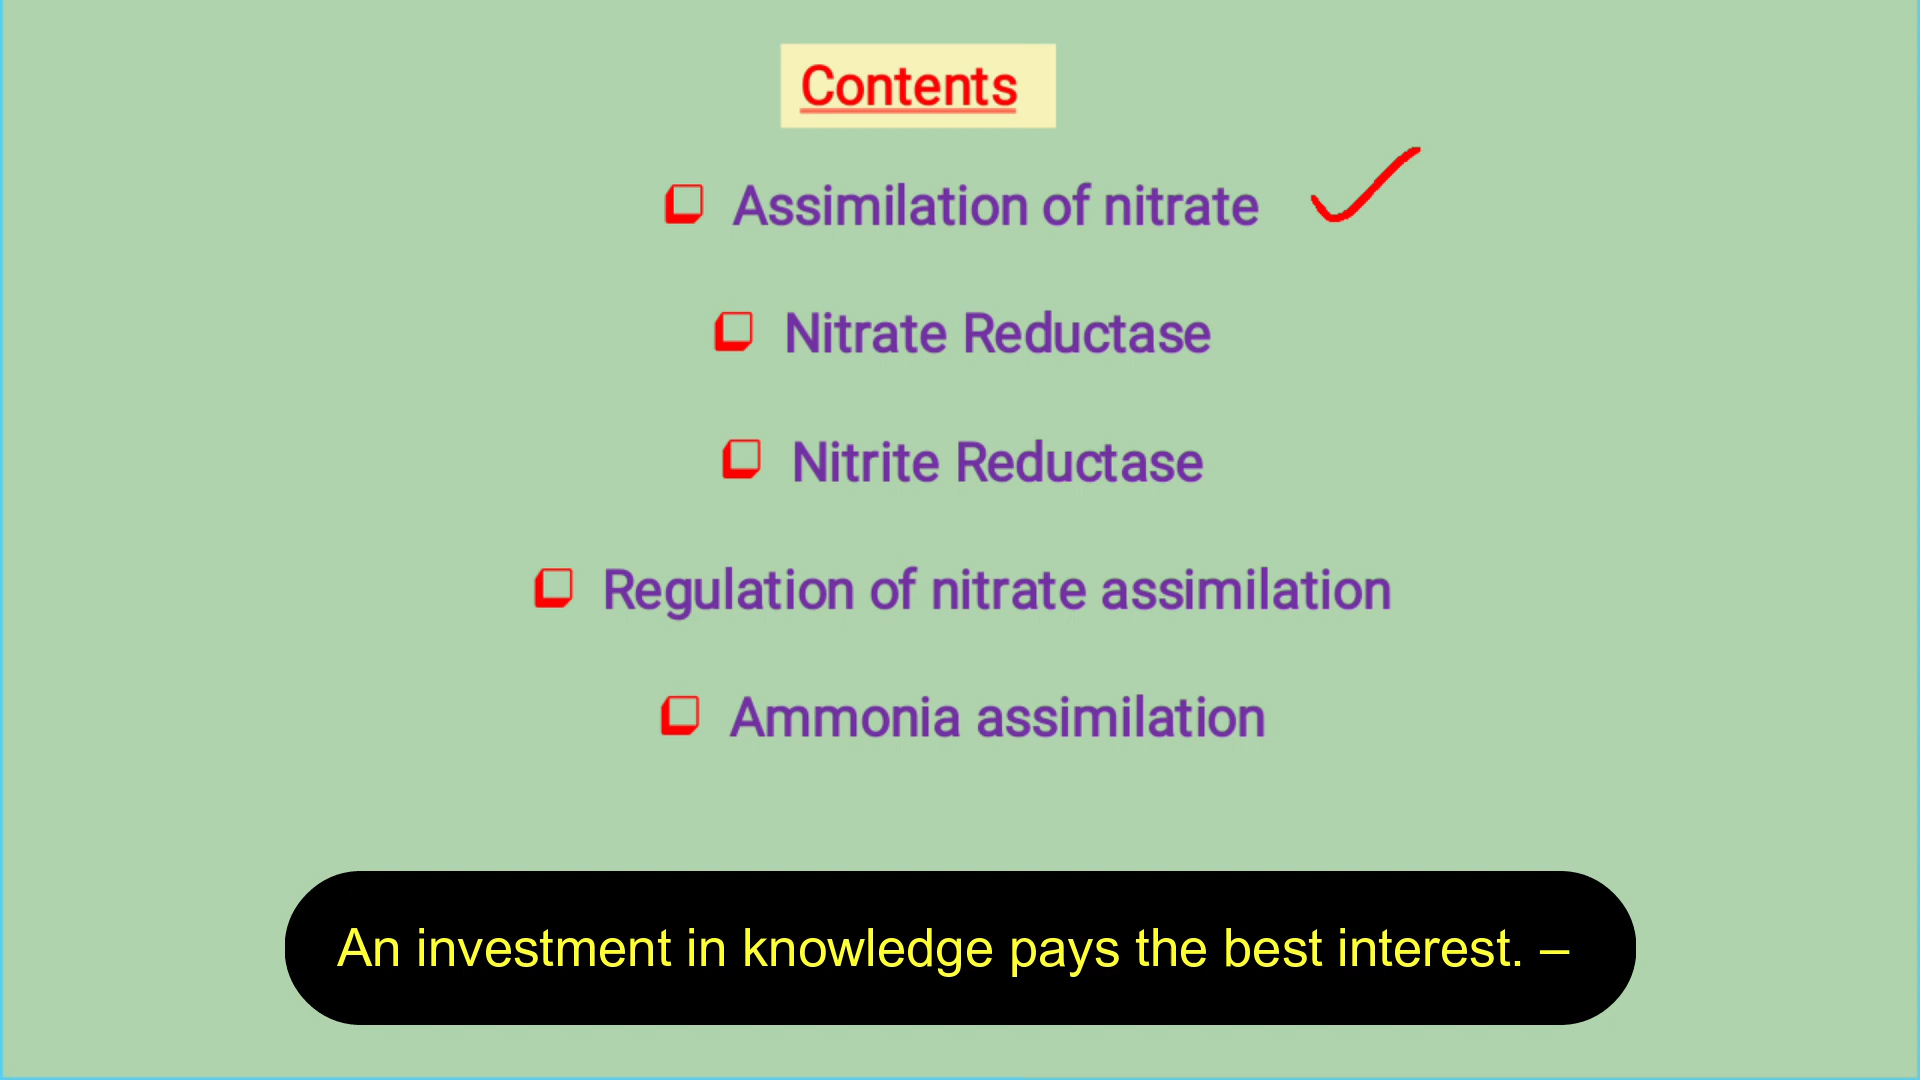 Contents
❑ Assimilation of nitrate
❑ Nitrate Reductase
❑ Nitrite Reductase
❑ Regulation of nitrate assimilation
❑ Ammonia assimilation
An investment in knowledge pays the best interest. –